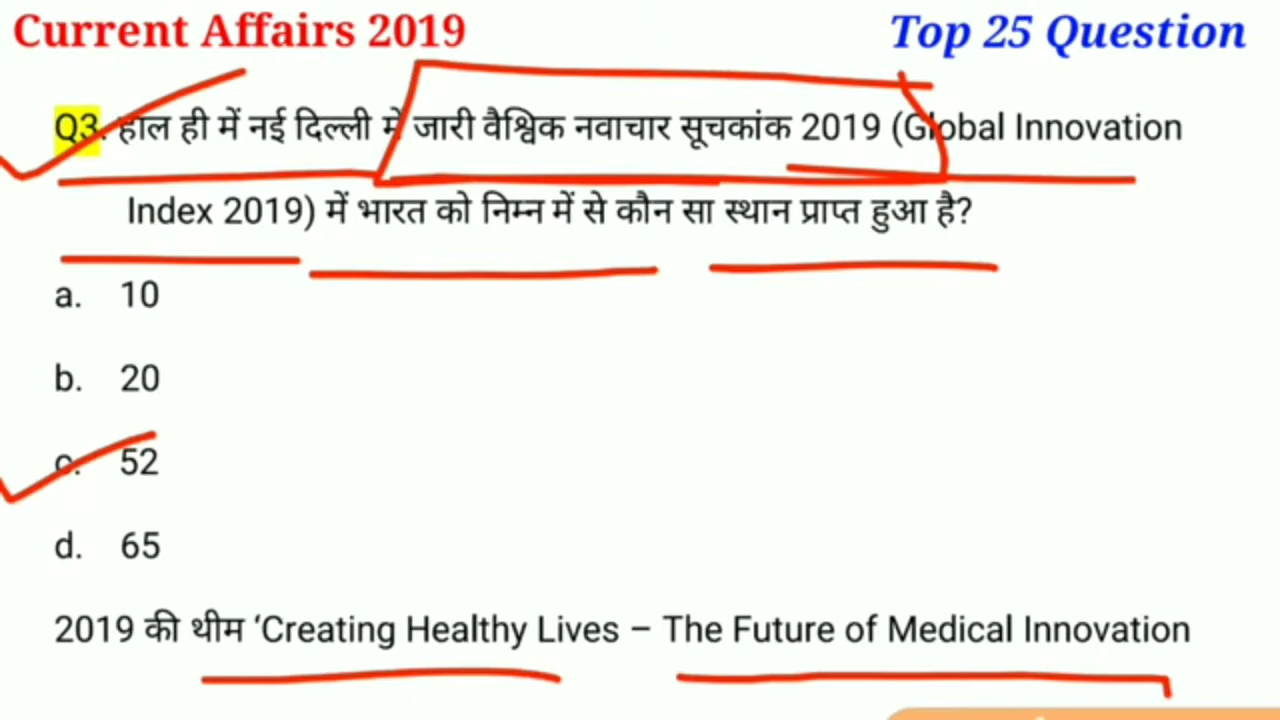 Current Affairs 2019
Top 25 Question
Q3. हाल ही में नई दिल्ली में जारी वैश्विक नवाचार सूचकांक 2019 (Global Innovation
Index 2019) में भारत को निम्न में से कौन सा स्थान प्राप्त हुआ है?
a. 10
b. 20
c. 52
d. 65
2019 की थीम ‘Creating Healthy Lives – The Future of Medical Innovation